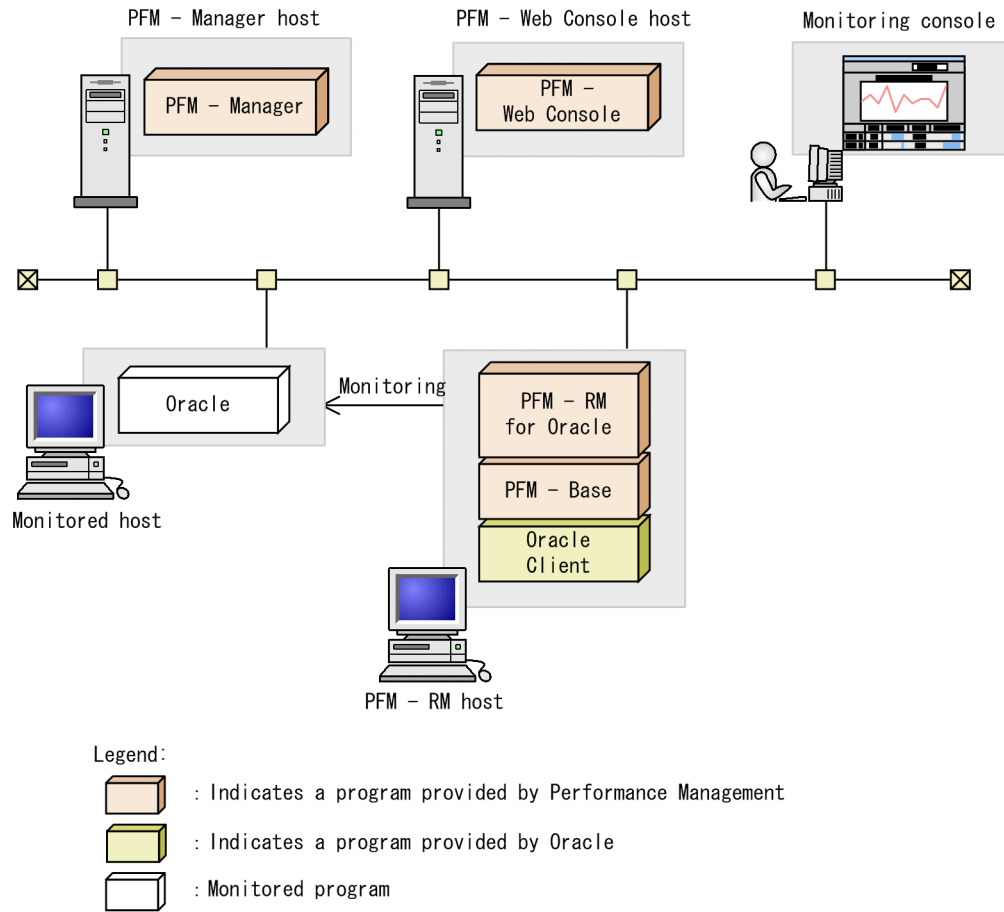 PFM - Manager host
PFM - Web Console host
Monitoring console
PFM - Manager
PFM -
Web Console
Oracle
Monitoring
PFM - RM
for Oracle
PFM - Base
Oracle
Client
Monitored host
PFM - RM host
Legend:
: Indicates a program provided by Performance Management
: Indicates a program provided by Oracle
: Monitored program